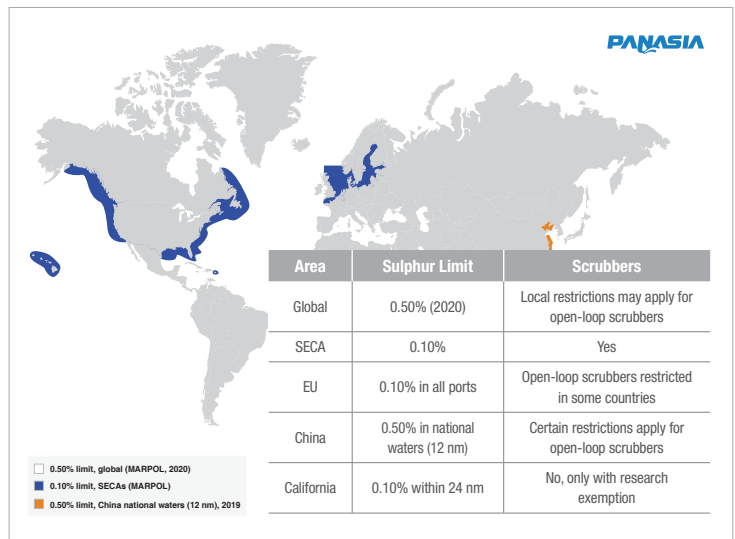 PANASIA
Area Sulphur Limit Scrubbers
Global 0.50% (2020) Local restrictions may apply for
open-loop scrubbers
SECA 0.10% Yes
EU 0.10% in all ports Open-loop scrubbers restricted
in some countries
China 0.50% in national
waters (12 nm) Certain restrictions apply for
open-loop scrubbers
California 0.10% within 24 nm No, only with research
exemption
0.50% limit, global (MARPOL, 2020)
0.10% limit, SECAs (MARPOL)
0.50% limit, China national waters (12 nm), 2019